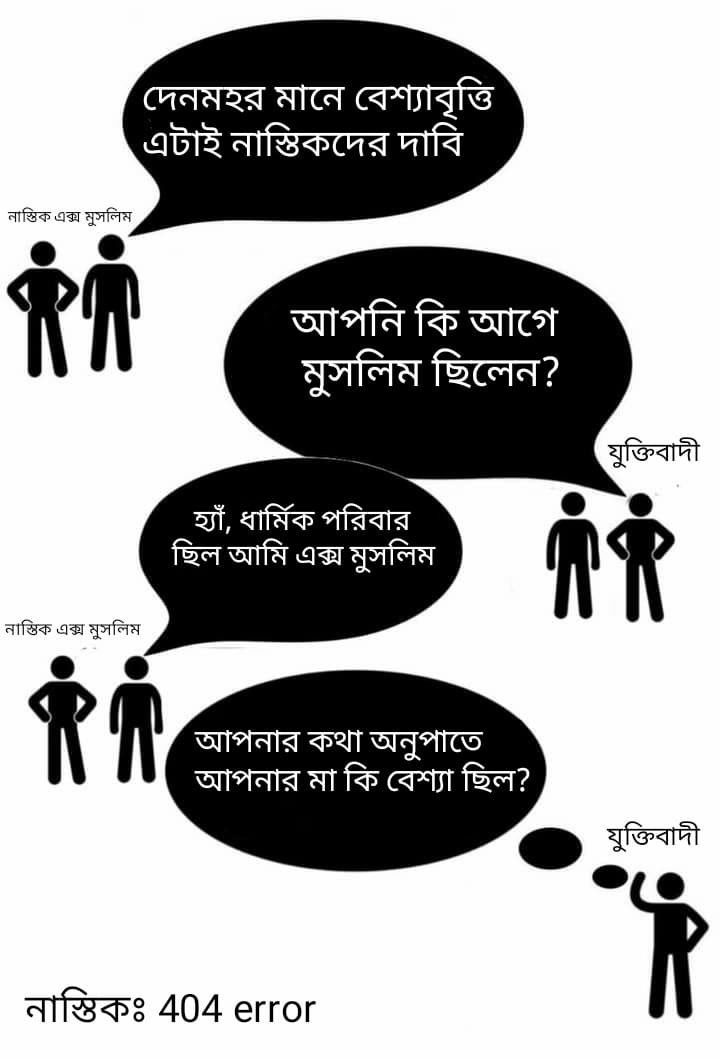 দেনমহর মানে বেশ্যাবৃত্তি
এটাই নাস্তিকদের দাবি
নাস্তিক এক্স মুসলিম
আপনি কি আগে
মুসলিম ছিলেন?
যুক্তিবাদী
হ্যাঁ, ধার্মিক পরিবার
ছিল আমি এক্স মুসলিম
নাস্তিক এক্স মুসলিম
আপনার কথা অনুপাতে
আপনার মা কি বেশ্যা ছিল?
যুক্তিবাদী
নাস্তিকঃ 404 error